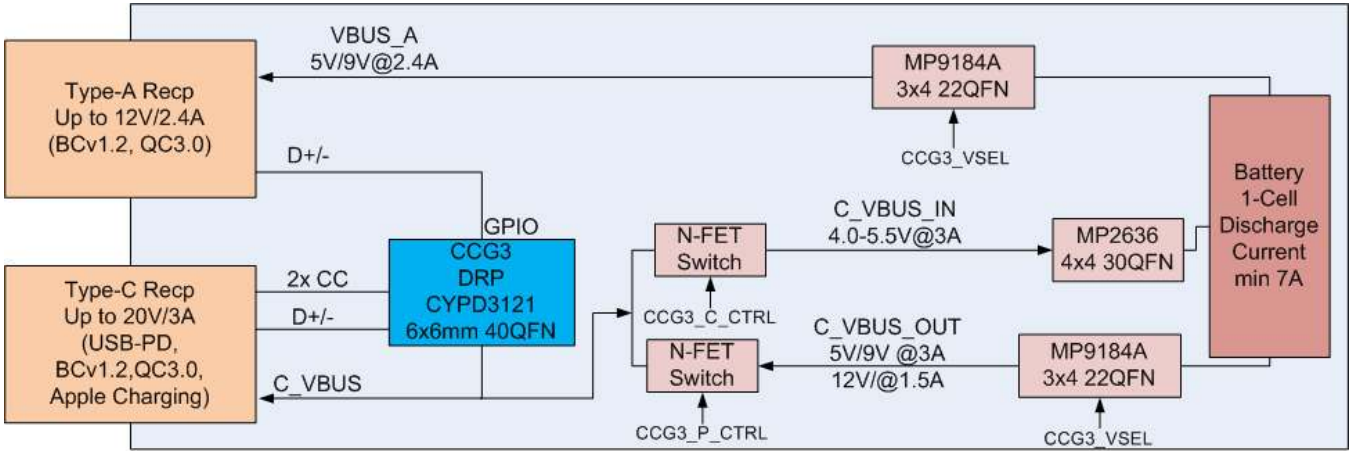 VBUS_A
5V/9V@2.4A
MP9184A
3x4 22QFN
CCG3_VSEL
Type-A Recp
Up to 12V/2.4A
(BCv1.2, QC3.0)
D+/-
GPIO
CCG3
DRP
CYPD3121
6x6mm 40QFN
Type-C Recp
Up to 20V/3A
(USB-PD,
BCv1.2,QC3.0,
Apple Charging)
2x CC
D+/-
C_VBUS
N-FET
Switch
CCG3_C_CTRL
C_VBUS_IN
4.0-5.5V@3A
MP2636
4x4 30QFN
N-FET
Switch
CCG3_P_CTRL
C_VBUS_OUT
5V/9V @3A
12V/@1.5A
MP9184A
3x4 22QFN
CCG3_VSEL
Battery
1-Cell
Discharge
Current
min 7A